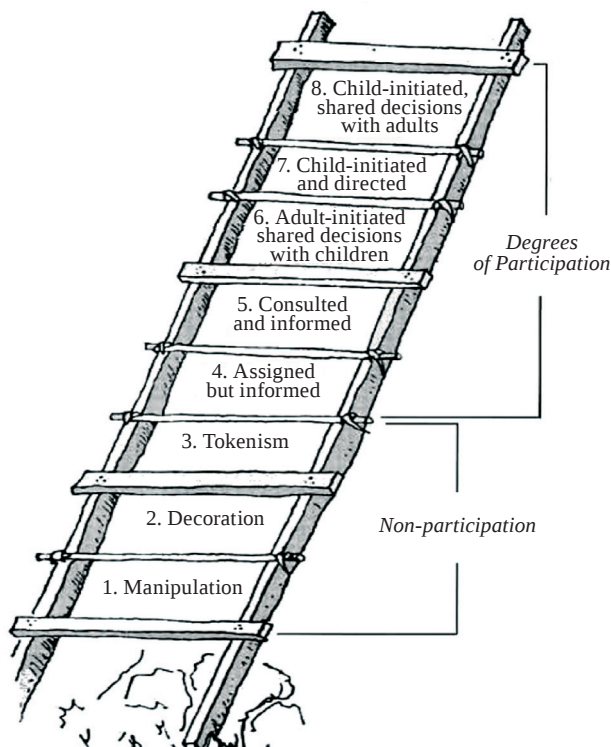 8. Child-initiated,
shared decisions
with adults
7. Child-initiated
and directed
6. Adult-initiated
shared decisions
with children
Degrees
of Participation
5. Consulted
and informed
4. Assigned
but informed
3. Tokenism
2. Decoration
Non-participation
1. Manipulation